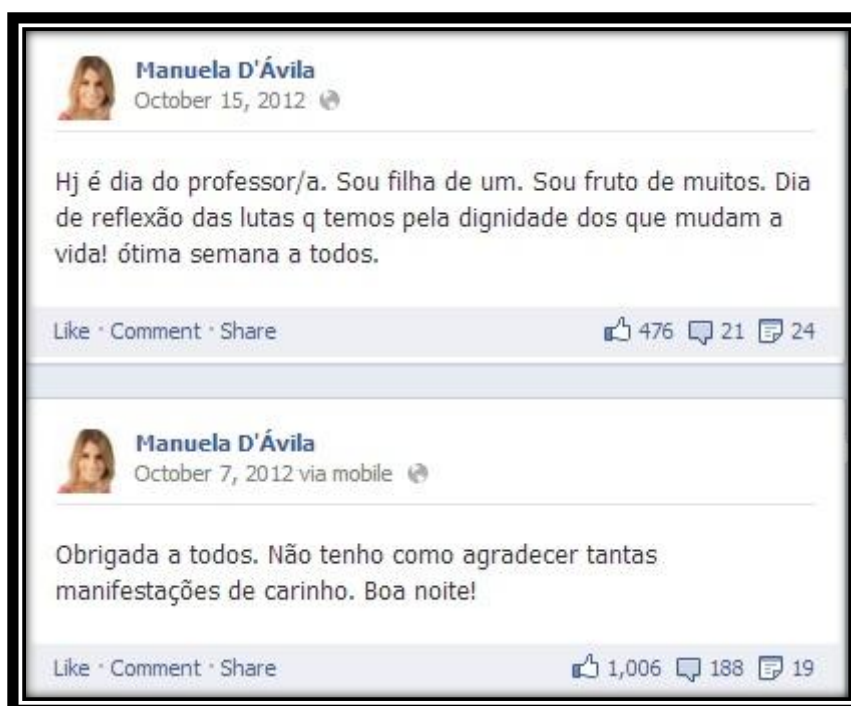 Manuela D'Ávila
October 15, 2012
Hj é dia do professor/a. Sou filha de um. Sou fruto de muitos. Dia
de reflexão das lutas q temos pela dignidade dos que mudam a
vida! ótima semana a todos.
Like · Comment · Share 476 21 24
Manuela D'Ávila
October 7, 2012 via mobile
Obrigada a todos. Não tenho como agradecer tantas
manifestações de carinho. Boa noite!
Like · Comment · Share 1,006 188 19